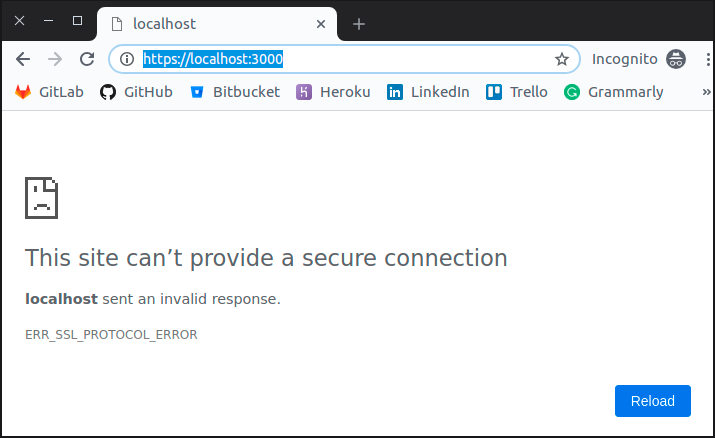 localhost
https://localhost:3000
Incognito
GitLab GitHub Bitbucket Heroku LinkedIn Trello Grammarly »
This site can’t provide a secure connection
localhost sent an invalid response.
ERR_SSL_PROTOCOL_ERROR
Reload